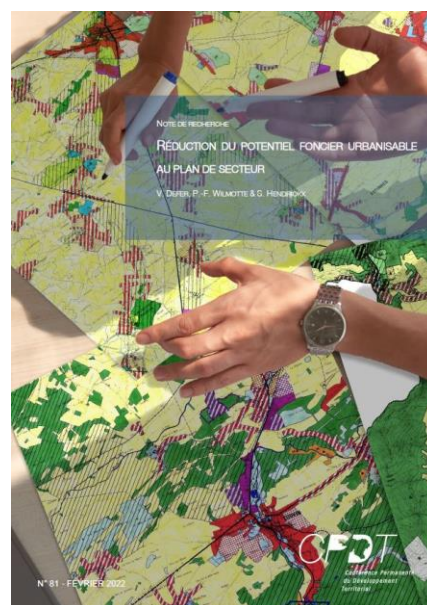 NOTE DE RECHERCHE
RÉDUCTION DU POTENTIEL FONCIER URBANISABLE
AU PLAN DE SECTEUR
V. DEFER, P.-F. WILMOTTE & S. HENDRICKX
CPDT
Conférence Permanente
du Développement
Territorial
N° 81 - FÉVRIER 2022